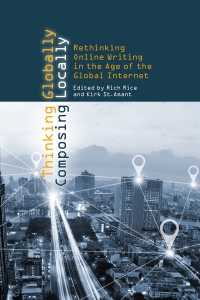 Thinking Globally
Composing Locally
Rethinking
Online Writing
in the Age of the
Global Internet
Edited by Rich Rice
and Kirk St.Amant